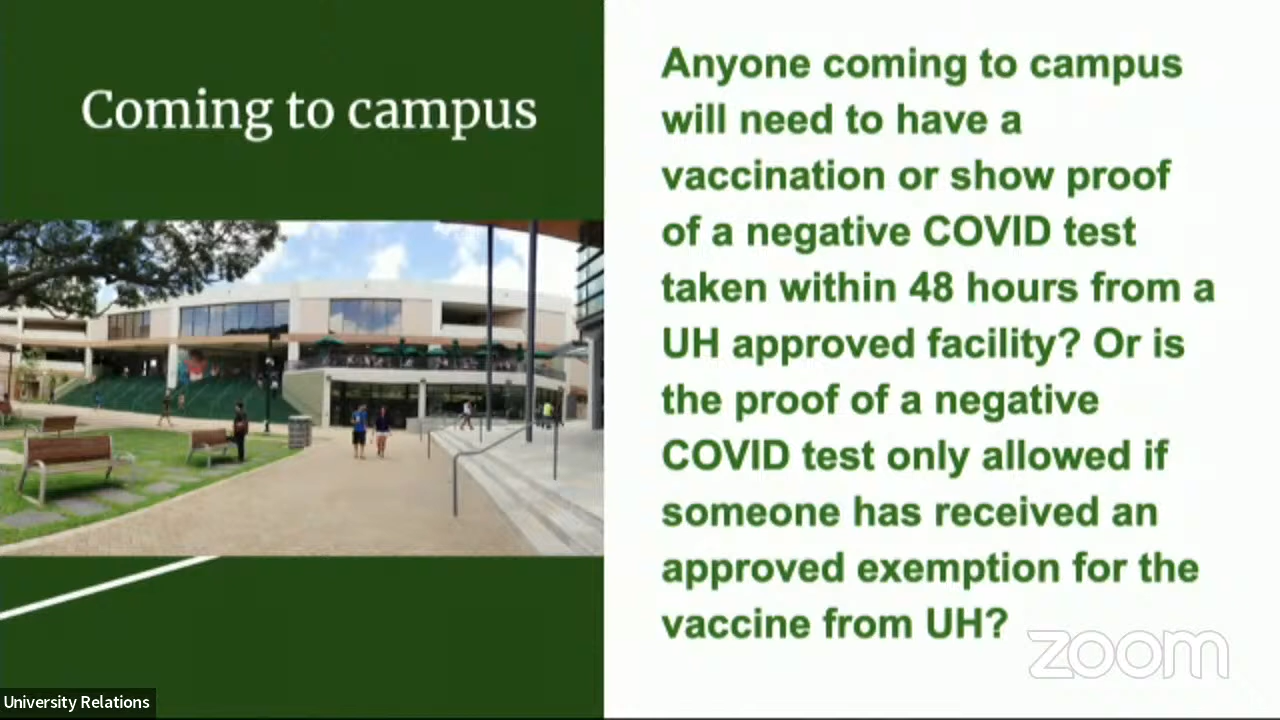 Coming to campus
Anyone coming to campus
will need to have a
vaccination or show proof
of a negative COVID test
taken within 48 hours from a
UH approved facility? Or is
the proof of a negative
COVID test only allowed if
someone has received an
approved exemption for the
vaccine from UH?
zoom
University Relations